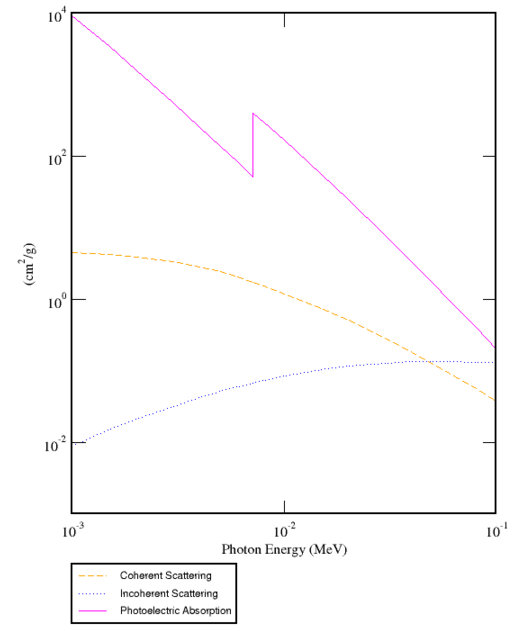 10^4
10^2
(cm^2/g)
10^0
10^-2
10^-3
10^-2
10^-1
Photon Energy (MeV)
Coherent Scattering
Incoherent Scattering
Photoelectric Absorption